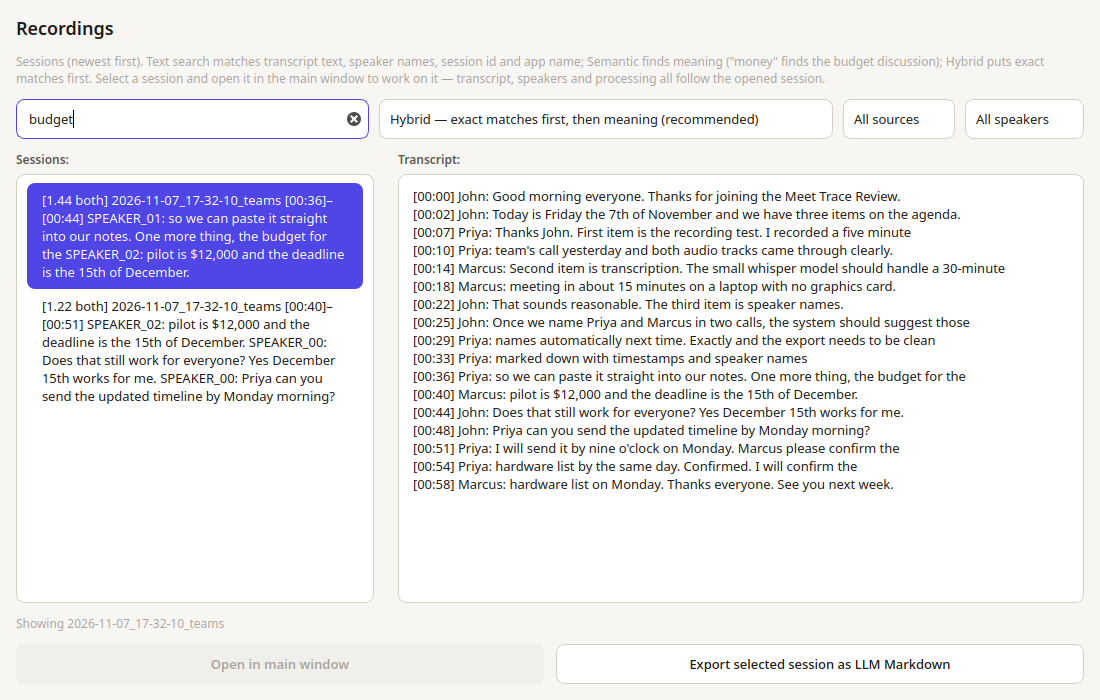 Recordings
Sessions (newest first). Text search matches transcript text, speaker names, session id and app name; Semantic finds meaning ("money" finds the budget discussion); Hybrid puts exact
matches first. Select a session and open it in the main window to work on it — transcript, speakers and processing all follow the opened session.
budget
Hybrid — exact matches first, then meaning (recommended)
All sources
All speakers
Sessions:
[1.44 both] 2026-11-07_17-32-10_teams [00:36]–
[00:44] SPEAKER_01: so we can paste it straight
into our notes. One more thing, the budget for
the SPEAKER_02: pilot is $12,000 and the deadline
is the 15th of December.
[1.22 both] 2026-11-07_17-32-10_teams [00:40]–
[00:51] SPEAKER_02: pilot is $12,000 and the
deadline is the 15th of December. SPEAKER_00:
Does that still work for everyone? Yes December
15th works for me. SPEAKER_00: Priya can you
send the updated timeline by Monday morning?
Transcript:
[00:00] John: Good morning everyone. Thanks for joining the Meet Trace Review.
[00:02] John: Today is Friday the 7th of November and we have three items on the agenda.
[00:07] Priya: Thanks John. First item is the recording test. I recorded a five minute
[00:10] Priya: team's call yesterday and both audio tracks came through clearly.
[00:14] Marcus: Second item is transcription. The small whisper model should handle a 30-minute
[00:18] Marcus: meeting in about 15 minutes on a laptop with no graphics card.
[00:22] John: That sounds reasonable. The third item is speaker names.
[00:25] John: Once we name Priya and Marcus in two calls, the system should suggest those
[00:29] Priya: names automatically next time. Exactly and the export needs to be clean
[00:33] Priya: marked down with timestamps and speaker names
[00:36] Priya: so we can paste it straight into our notes. One more thing, the budget for the
[00:40] Marcus: pilot is $12,000 and the deadline is the 15th of December.
[00:44] John: Does that still work for everyone? Yes December 15th works for me.
[00:48] John: Priya can you send the updated timeline by Monday morning?
[00:51] Priya: I will send it by nine o'clock on Monday. Marcus please confirm the
[00:54] Priya: hardware list by the same day. Confirmed. I will confirm the
[00:58] Marcus: hardware list on Monday. Thanks everyone. See you next week.
Showing 2026-11-07_17-32-10_teams
Open in main window
Export selected session as LLM Markdown